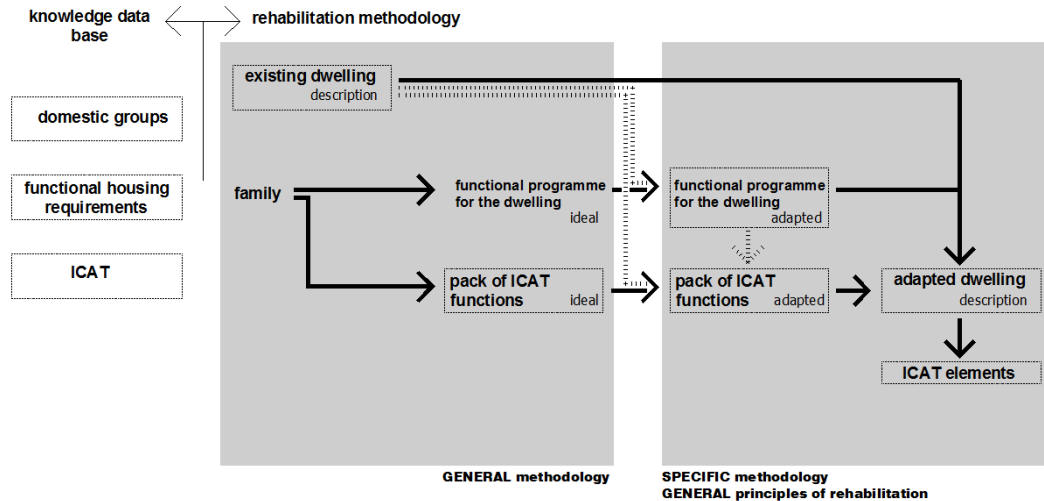 knowledge data
base
rehabilitation methodology
domestic groups
functional housing
requirements
ICAT
existing dwelling
description
family
functional programme
for the dwelling
ideal
pack of ICAT
functions
ideal
functional programme
for the dwelling
adapted
pack of ICAT
functions
adapted
adapted dwelling
description
ICAT elements
GENERAL methodology
SPECIFIC methodology
GENERAL principles of rehabilitation